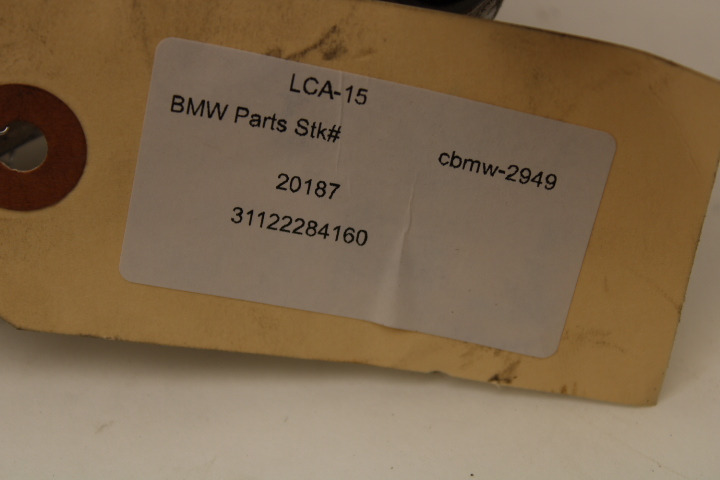 LCA-15
BMW Parts Stk#
cbmw-2949
20187
31122284160